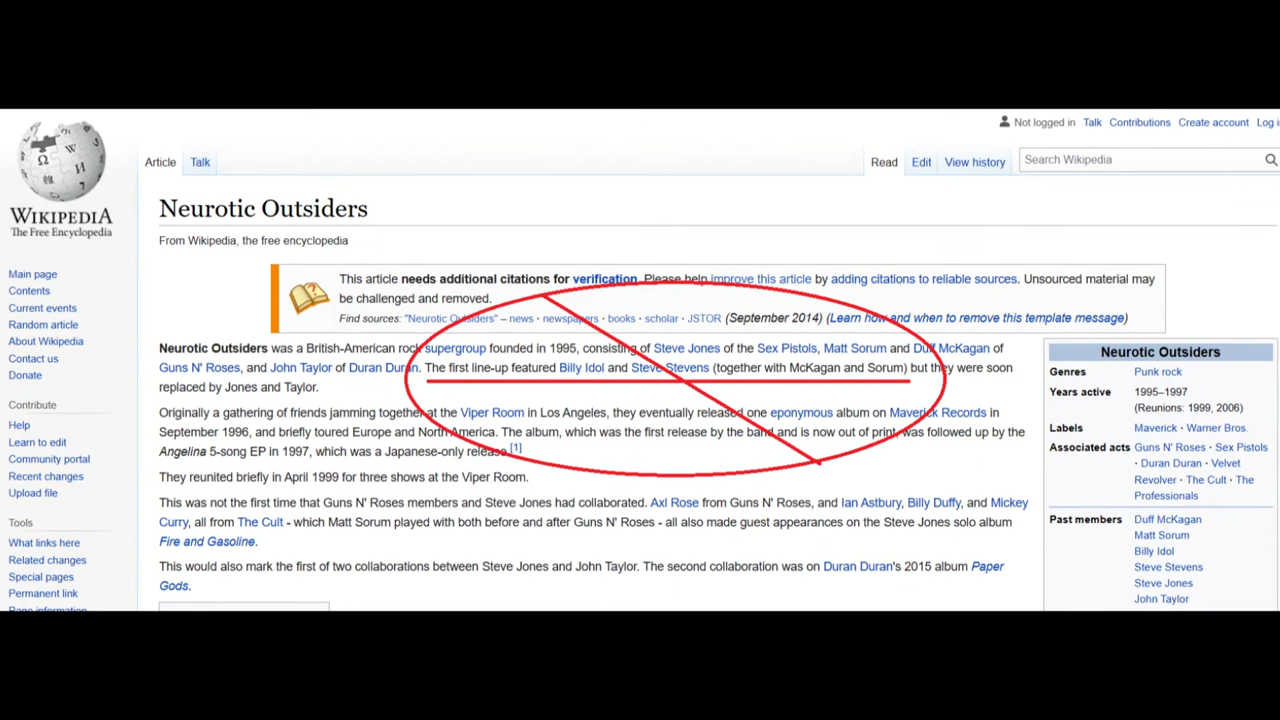 Not logged in Talk Contributions Create account Log i
Article Talk Read Edit View history Search Wikipedia
WIKIPEDIA
The Free Encyclopedia
Main page
Contents
Current events
Random article
About Wikipedia
Contact us
Donate
Contribute
Help
Learn to edit
Community portal
Recent changes
Upload file
Tools
What links here
Related changes
Special pages
Permanent link
Page information
Neurotic Outsiders
From Wikipedia, the free encyclopedia
This article needs additional citations for verification. Please help improve this article by adding citations to reliable sources. Unsourced material may
be challenged and removed.
Find sources: "Neurotic Outsiders" – news · newspapers · books · scholar · JSTOR (September 2014) (Learn how and when to remove this template message)
Neurotic Outsiders was a British-American rock supergroup founded in 1995, consisting of Steve Jones of the Sex Pistols, Matt Sorum and Duff McKagan of
Guns N' Roses, and John Taylor of Duran Duran. The first line-up featured Billy Idol and Steve Stevens (together with McKagan and Sorum) but they were soon
replaced by Jones and Taylor.
Originally a gathering of friends jamming together at the Viper Room in Los Angeles, they eventually released one eponymous album on Maverick Records in
September 1996, and briefly toured Europe and North America. The album, which was the first release by the band and is now out of print, was followed up by the
Angelina 5-song EP in 1997, which was a Japanese-only release.[1]
They reunited briefly in April 1999 for three shows at the Viper Room.
This was not the first time that Guns N' Roses members and Steve Jones had collaborated. Axl Rose from Guns N' Roses, and Ian Astbury, Billy Duffy, and Mickey
Curry, all from The Cult - which Matt Sorum played with both before and after Guns N' Roses - all also made guest appearances on the Steve Jones solo album
Fire and Gasoline.
This would also mark the first of two collaborations between Steve Jones and John Taylor. The second collaboration was on Duran Duran's 2015 album Paper
Gods.
Neurotic Outsiders
Genres Punk rock
Years active 1995–1997
(Reunions: 1999, 2006)
Labels Maverick · Warner Bros.
Associated acts Guns N' Roses · Sex Pistols
· Duran Duran · Velvet
Revolver · The Cult · The
Professionals
Past members Duff McKagan
Matt Sorum
Billy Idol
Steve Stevens
Steve Jones
John Taylor